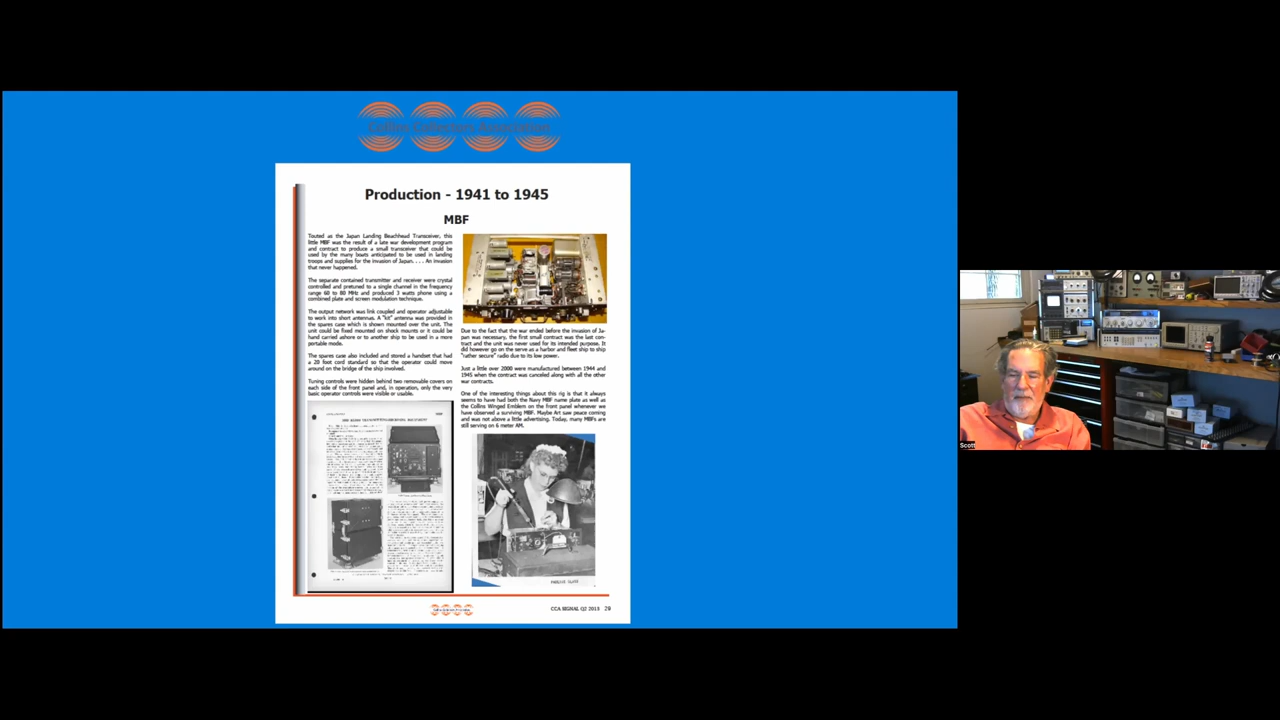 Collins Collectors Association
Production - 1941 to 1945
MBF
Touted as the Japan Landing Beachhead Transceiver, this
little MBF was the result of a late war development program
and contract to produce a small transceiver that could be
used by the many boats anticipated to be used in landing
troops and supplies for the invasion of Japan. . . . An invasion
that never happened.
The separate contained transmitter and receiver were crystal
controlled and pretuned to a single channel in the frequency
range 60 to 80 MHz and produced 3 watts phone using a
combined plate and screen modulation technique.
The output network was link coupled and operator adjustable
to work into short antennas. A "kit" antenna was provided in
the spares case which is shown mounted over the unit. The
unit could be fixed mounted on shock mounts or it could be
hand carried ashore or to another ship to be used in a more
portable mode.
The spares case also included and stored a handset that had
a 20 foot cord standard so that the operator could move
around on the bridge of the ship involved.
Tuning controls were hidden behind two removable covers on
each side of the front panel and, in operation, only the very
basic operator controls were visible or usable.
Due to the fact that the war ended before the invasion of Ja-
pan was necessary, the first small contract was the last con-
tract and the unit was never used for its intended purpose. It
did however go on the serve as a harbor and fleet ship to ship
"rather secure" radio due to its low power.
Just a little over 2000 were manufactured between 1944 and
1945 when the contract was canceled along with all the other
war contracts.
One of the interesting things about this rig is that it always
seems to have had both the Navy MBF name plate as well as
the Collins Winged Emblem on the front panel whenever we
have observed a surviving MBF. Maybe Art saw peace coming
and was not above a little advertising. Today, many MBFs are
still serving on 6 meter AM.
CCA SIGNAL Q2 2013 29
Scott